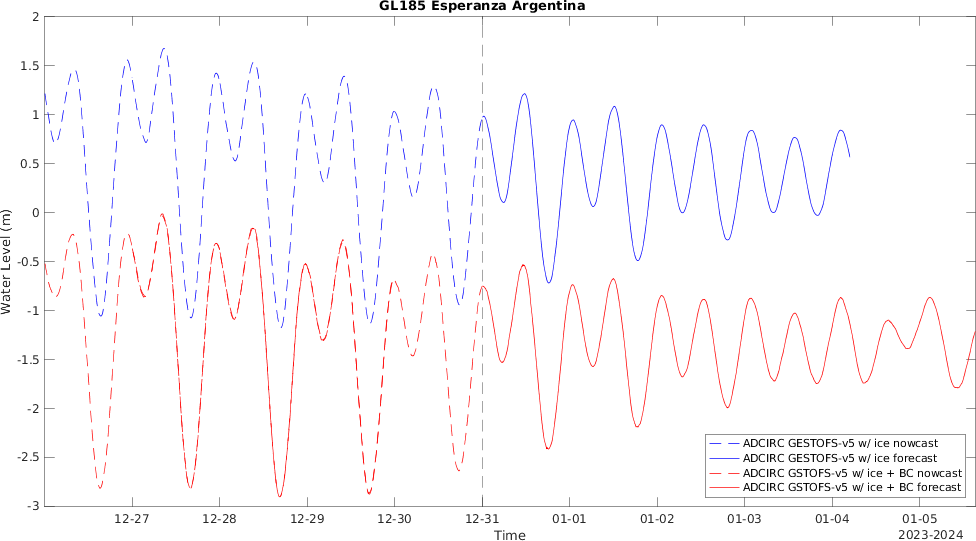 GL185 Esperanza Argentina
Water Level (m)
2
1.5
1
0.5
0
-0.5
-1
-1.5
-2
-2.5
-3
ADCIRC GESTOFS-v5 w/ ice nowcast
ADCIRC GESTOFS-v5 w/ ice forecast
ADCIRC GSTOFS-v5 w/ ice + BC nowcast
ADCIRC GSTOFS-v5 w/ ice + BC forecast
12-27 12-28 12-29 12-30 12-31 01-01 01-02 01-03 01-04 01-05
Time
2023-2024